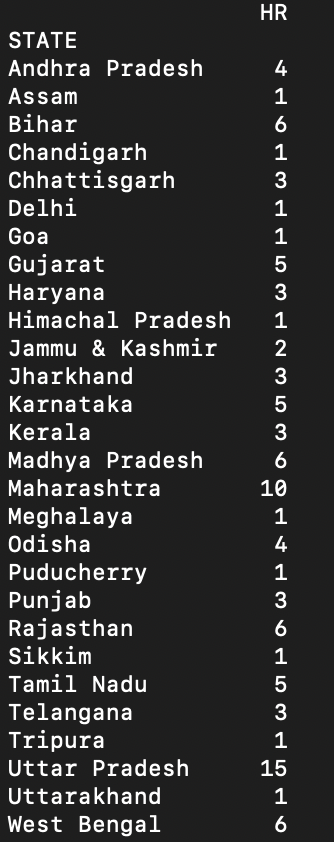 HR
STATE
Andhra Pradesh 4
Assam 1
Bihar 6
Chandigarh 1
Chhattisgarh 3
Delhi 1
Goa 1
Gujarat 5
Haryana 3
Himachal Pradesh 1
Jammu & Kashmir 2
Jharkhand 3
Karnataka 5
Kerala 3
Madhya Pradesh 6
Maharashtra 10
Meghalaya 1
Odisha 4
Puducherry 1
Punjab 3
Rajasthan 6
Sikkim 1
Tamil Nadu 5
Telangana 3
Tripura 1
Uttar Pradesh 15
Uttarakhand 1
West Bengal 6